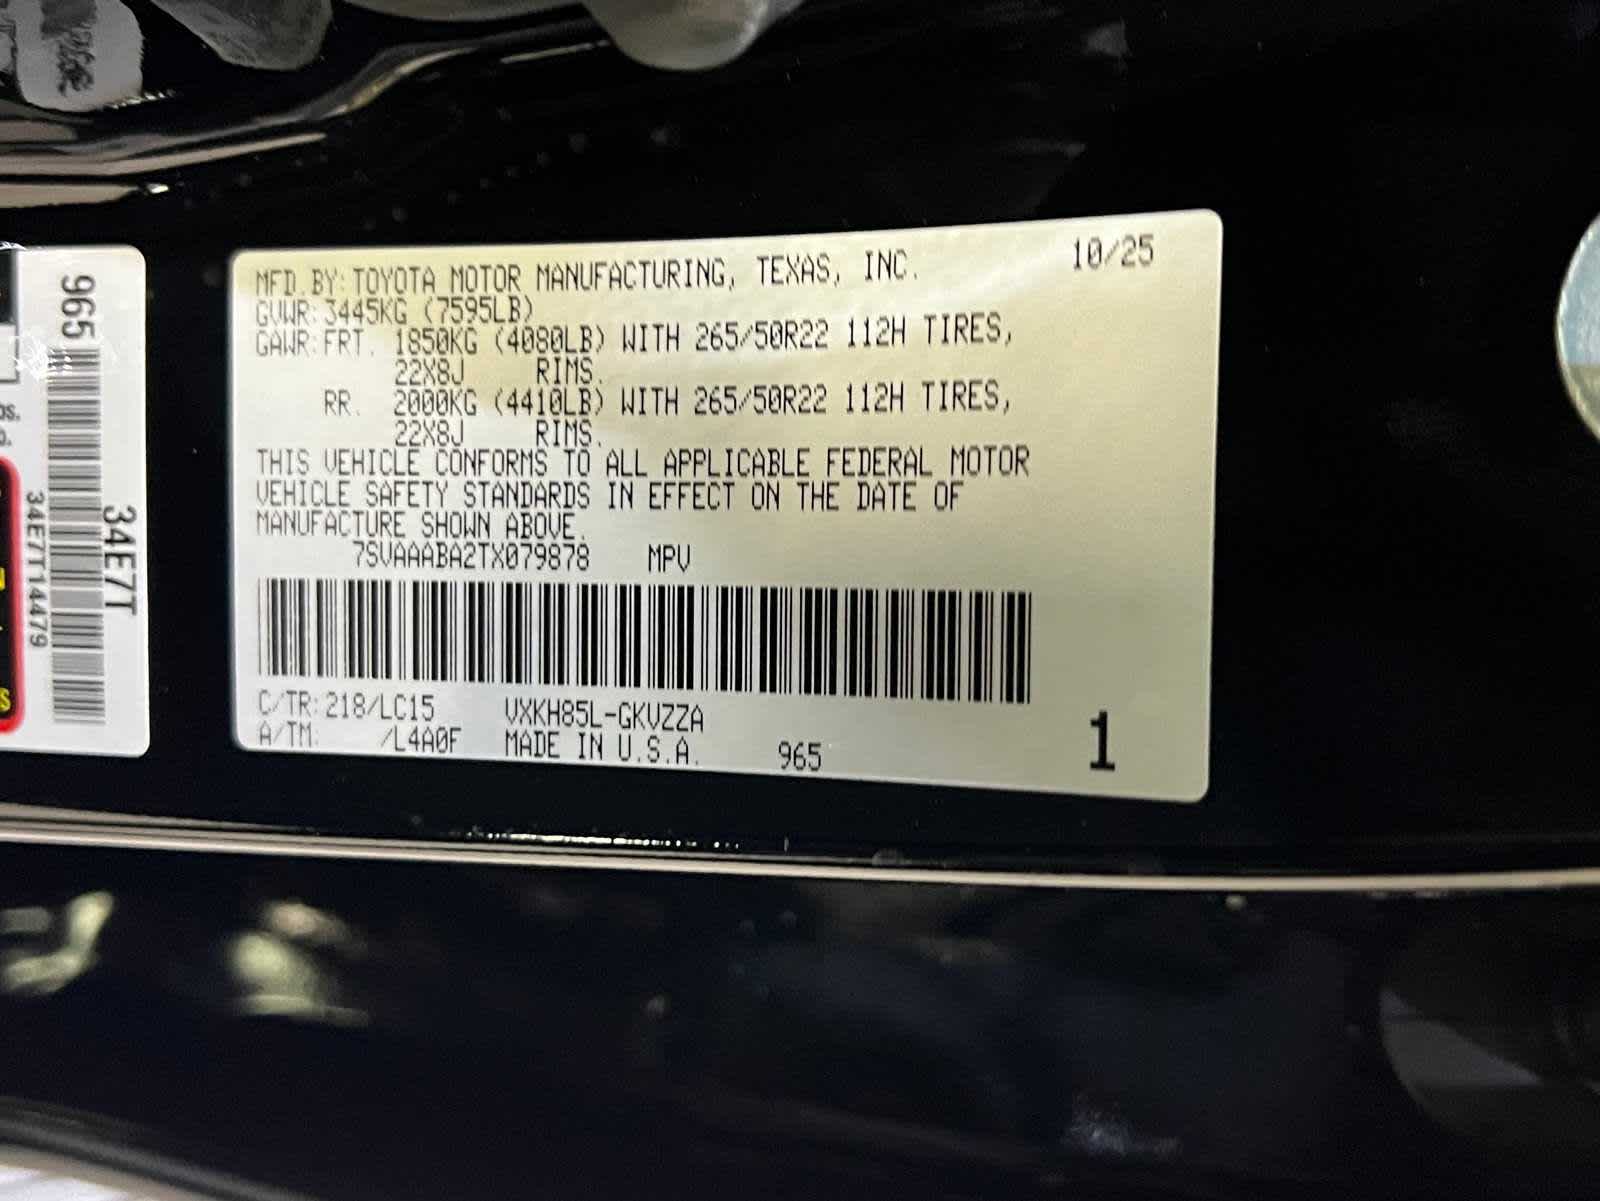 MFD. BY: TOYOTA MOTOR MANUFACTURING, TEXAS, INC. 10/25
GVWR: 3445KG (7595LB)
GAWR: FRT. 1850KG (4080LB) WITH 265/50R22 112H TIRES,
22X8J RIMS.
RR. 2000KG (4410LB) WITH 265/50R22 112H TIRES,
22X8J RIMS.
THIS VEHICLE CONFORMS TO ALL APPLICABLE FEDERAL MOTOR
VEHICLE SAFETY STANDARDS IN EFFECT ON THE DATE OF
MANUFACTURE SHOWN ABOVE.
7SVAAABA2TX079878 MPV
C/TR: 218/LC15 VXKH85L-GKVZZA
A/TM: /L4A0F MADE IN U.S.A. 965 1
965
34E7T
34E7T14479